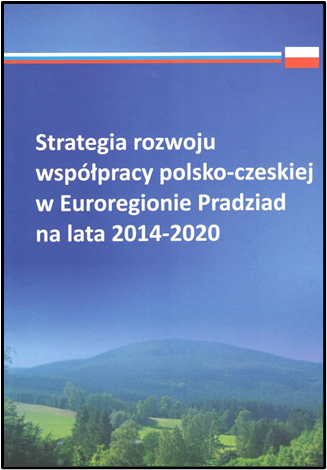 Strategia rozwoju
współpracy polsko-czeskiej
w Euroregionie Pradziad
na lata 2014-2020